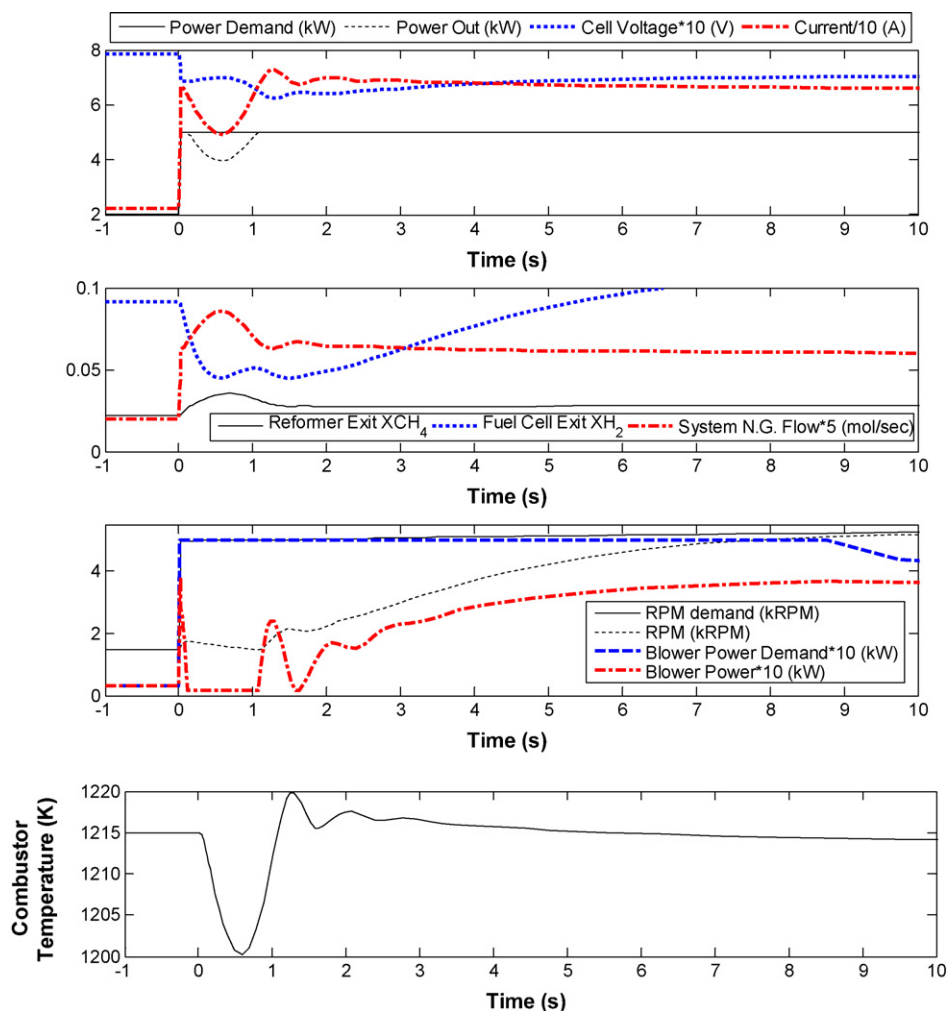 Power Demand (kW) Power Out (kW) Cell Voltage*10 (V) Current/10 (A)
8
6
4
2
-1 0 1 2 3 4 5 6 7 8 9 10
Time (s)
0.1
0.05
0
Reformer Exit XCH4 Fuel Cell Exit XH2 System N.G. Flow*5 (mol/sec)
-1 0 1 2 3 4 5 6 7 8 9 10
Time (s)
4
2
0
RPM demand (kRPM)
RPM (kRPM)
Blower Power Demand*10 (kW)
Blower Power*10 (kW)
-1 0 1 2 3 4 5 6 7 8 9 10
Time (s)
Combustor
Temperature (K)
1220
1215
1210
1205
1200
-1 0 1 2 3 4 5 6 7 8 9 10
Time (s)